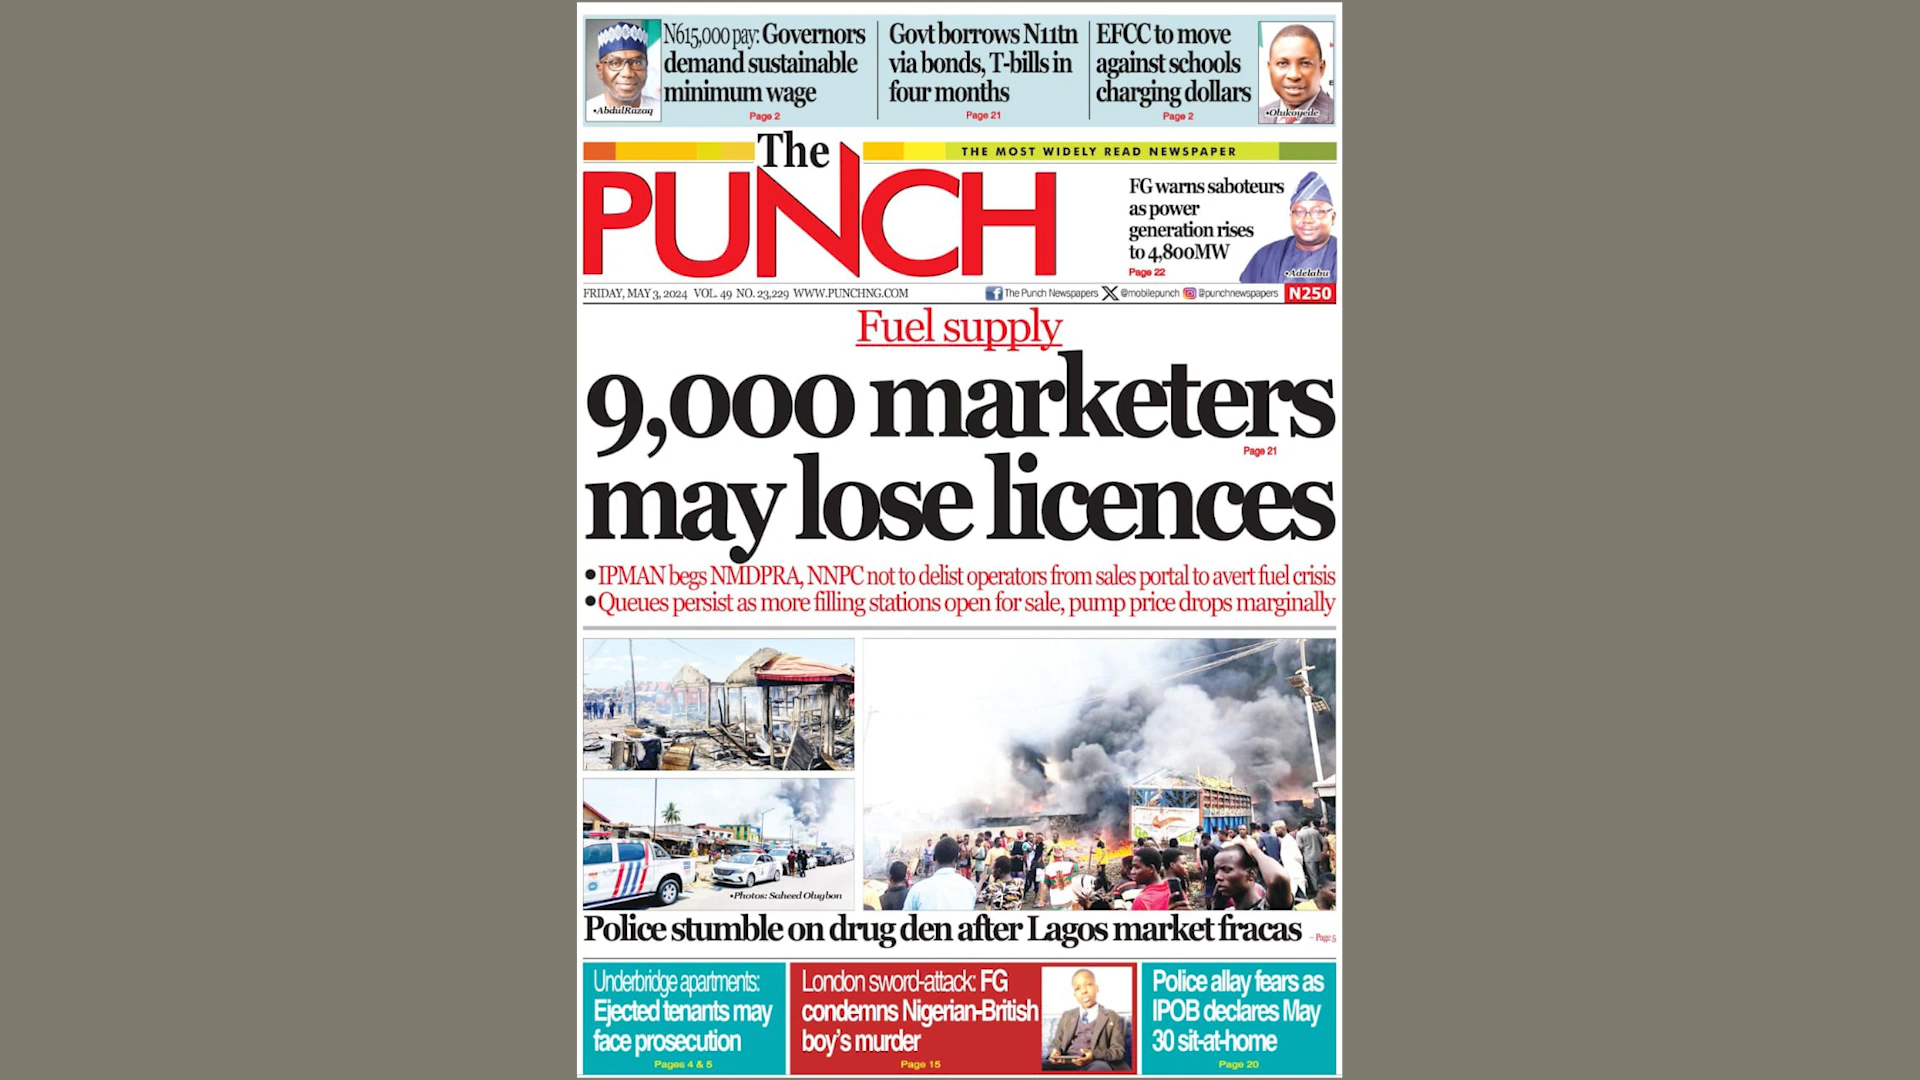 N615,000 pay: Governors
demand sustainable
minimum wage
Page 2
•AbdulRazaq
Govt borrows N11tn
via bonds, T-bills in
four months
Page 21
EFCC to move
against schools
charging dollars
Page 2
•Olukoyede
The
PUNCH
THE MOST WIDELY READ NEWSPAPER
FG warns saboteurs
as power
generation rises
to 4,800MW
Page 22
•Adelabu
FRIDAY, MAY 3, 2024 VOL. 49 NO. 23,229 WWW.PUNCHNG.COM
The Punch Newspapers @mobilepunch @punchnewspapers N250
Fuel supply
9,000 marketers
Page 21
may lose licences
•IPMAN begs NMDPRA, NNPC not to delist operators from sales portal to avert fuel crisis
•Queues persist as more filling stations open for sale, pump price drops marginally
•Photos: Saheed Olugbon
Police stumble on drug den after Lagos market fracas – Page 5
Underbridge apartments:
Ejected tenants may
face prosecution
Pages 4 & 5
London sword-attack: FG
condemns Nigerian-British
boy's murder
Page 15
Police allay fears as
IPOB declares May
30 sit-at-home
Page 20